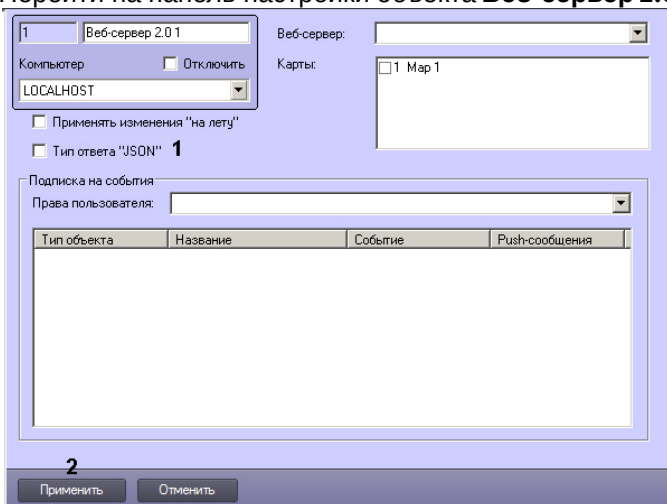 Перейти на панель настройки объекта Веб-сервер 2.0
1 Веб-сервер 2.0 1 Веб-сервер:
Компьютер Отключить Карты: 1 Map 1
LOCALHOST
Применять изменения "на лету"
Тип ответа "JSON" 1
Подписка на события
Права пользователя:
Тип объекта Название Событие Push-сообщения
2
Применить Отменить